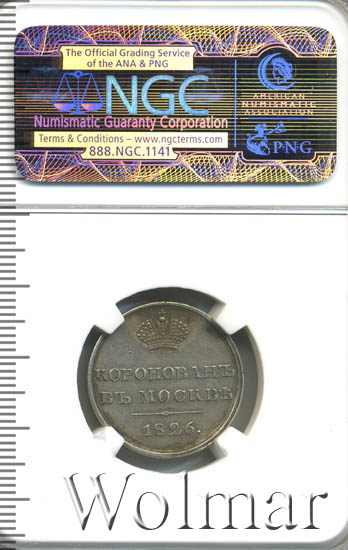 The Official Grading Service
of the ANA & PNG
NGC
Numismatic Guaranty Corporation
Terms & Conditions – www.ngcterms.com
888.NGC.1141
AMERICAN
NUMISMATIC
ASSOCIATION
PNG
КОРОНОВАНЪ
ВЪ МОСКВѢ
1826.
Wolmar